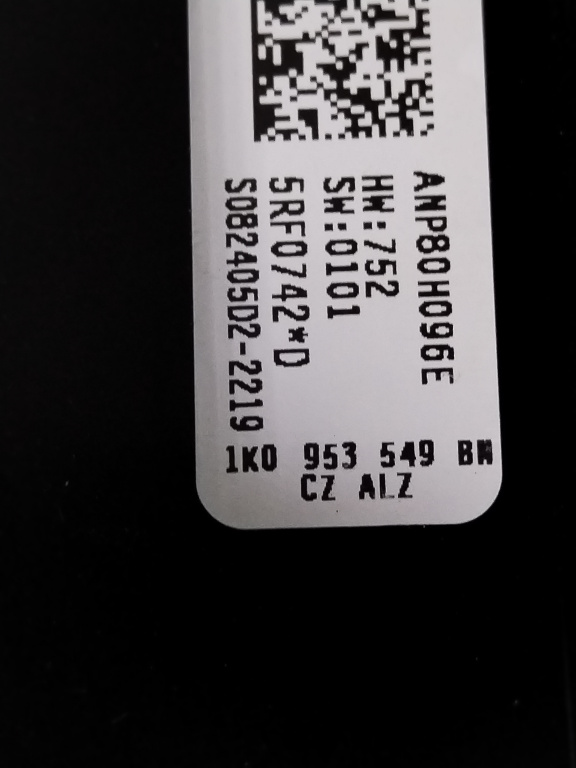 ANP80H096E
HW:752
SW:0101
5RF0742*D
S082405D2-2219
1K0 953 549 BN
CZ ALZ